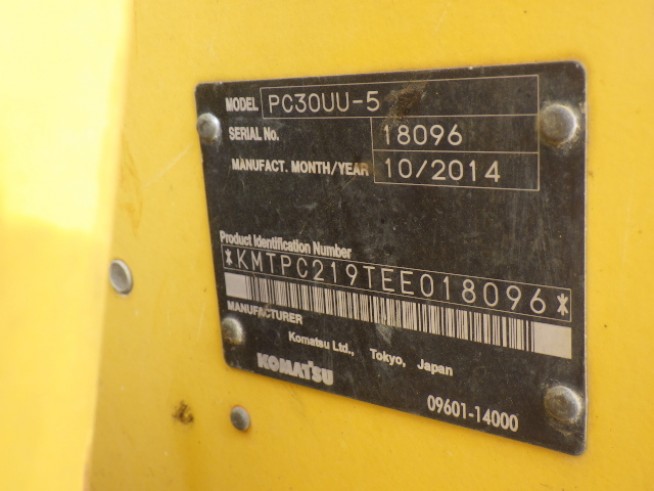 MODEL PC30UU-5
SERIAL No. 18096
MANUFACT. MONTH/YEAR 10/2014
Product Identification Number
*KMTPC219TEE018096*
MANUFACTURER
Komatsu Ltd., Tokyo, Japan
KOMATSU
09601-14000